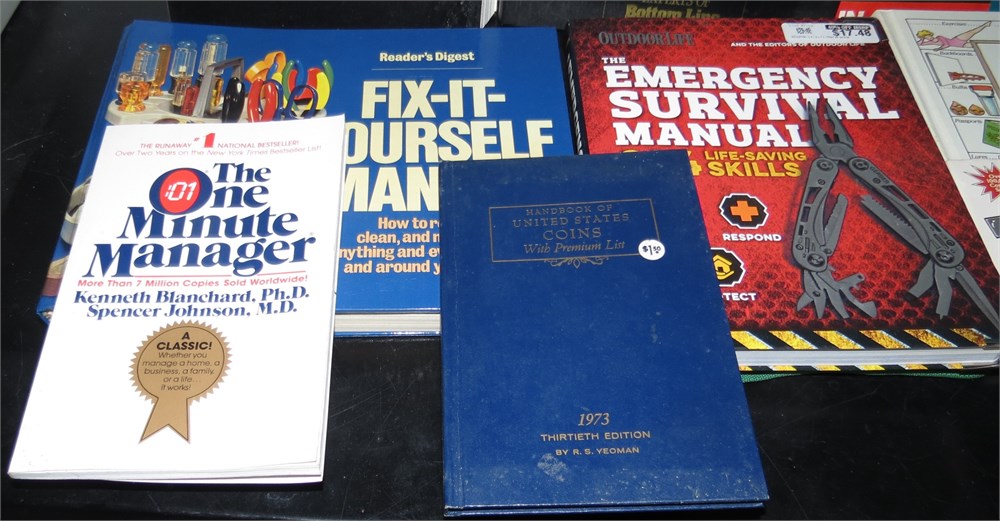 Bottom Line
Reader's Digest
FIX-IT-
OURSELF
MAN
How to r
clean, and m
nything and ev
and around y
THE RUNAWAY #1 NATIONAL BESTSELLER!
Over Two Years on the New York Times Bestseller List!
The
:01 One
Minute
Manager
More Than 7 Million Copies Sold Worldwide!
Kenneth Blanchard, Ph.D.
Spencer Johnson, M.D.
A
CLASSIC!
Whether you
manage a home, a
business, a family
or a life...
It works!
HANDBOOK OF
UNITED STATES
COINS
With Premium List
$1.50
1973
THIRTIETH EDITION
BY R. S. YEOMAN
OUTDOOR LIFE
AND THE EDITORS OF OUTDOOR LIFE
$17.48
THE
EMERGENCY
SURVIVAL
MANUAL
LIFE-SAVING
4 SKILLS
RESPOND
TECT
IN